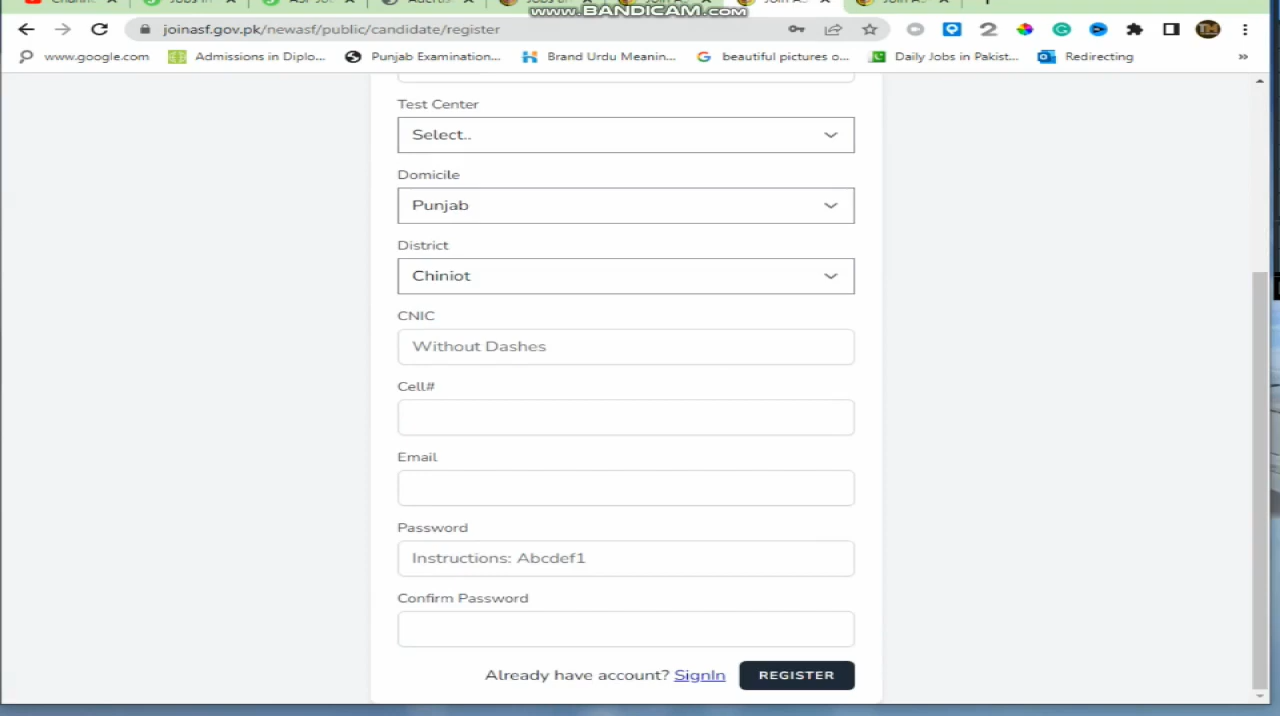 www.BANDICAM.com
joinasf.gov.pk/newasf/public/candidate/register
www.google.com Admissions in Diplo... Punjab Examination... Brand Urdu Meanin... beautiful pictures o... Daily Jobs in Pakist... Redirecting »
Test Center
Select..
Domicile
Punjab
District
Chiniot
CNIC
Without Dashes
Cell#
Email
Password
Instructions: Abcdef1
Confirm Password
Already have account? SignIn REGISTER